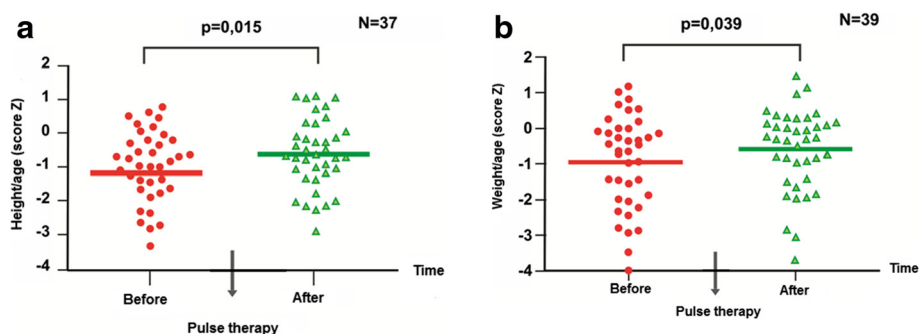 a
p=0,015
N=37
Height/age (score Z)
2
1
0
-1
-2
-3
-4
Before
After
Time
Pulse therapy
b
p=0,039
N=39
Weight/age (score Z)
2
1
0
-1
-2
-3
-4
Before
After
Time
Pulse therapy